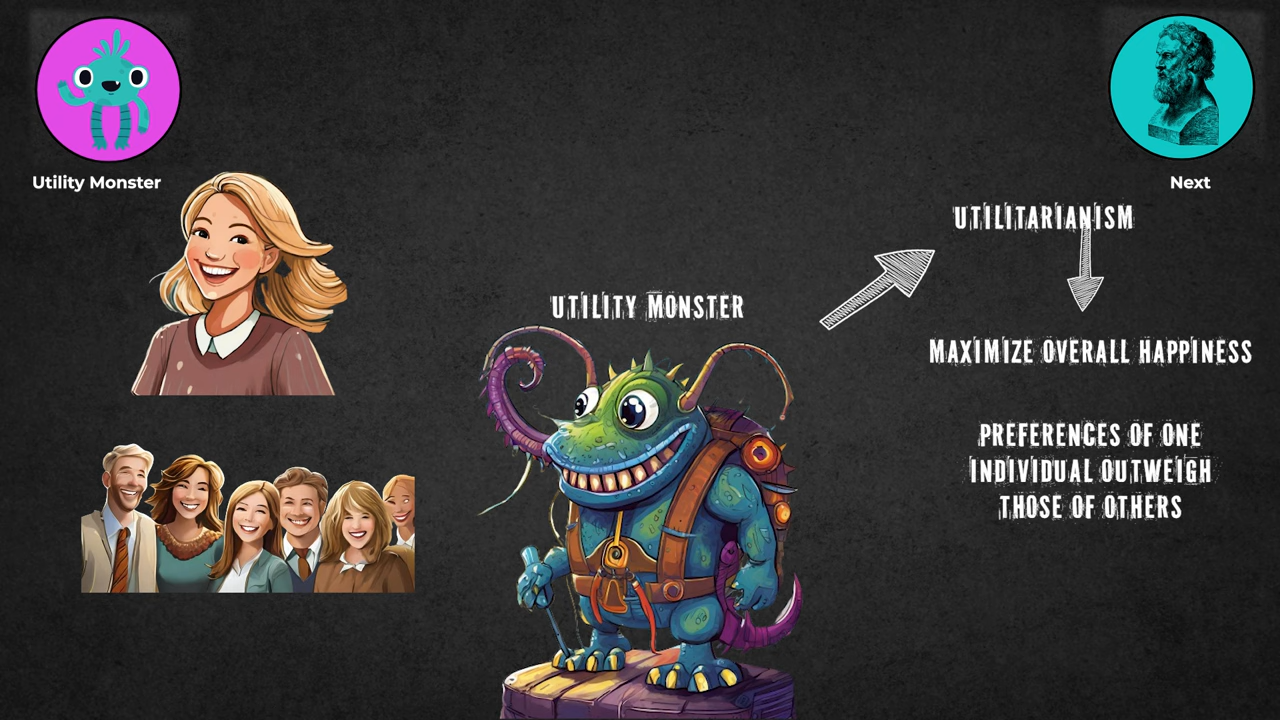 Utility Monster
Next
UTILITARIANISM
UTILITY MONSTER
MAXIMIZE OVERALL HAPPINESS
PREFERENCES OF ONE
INDIVIDUAL OUTWEIGH
THOSE OF OTHERS